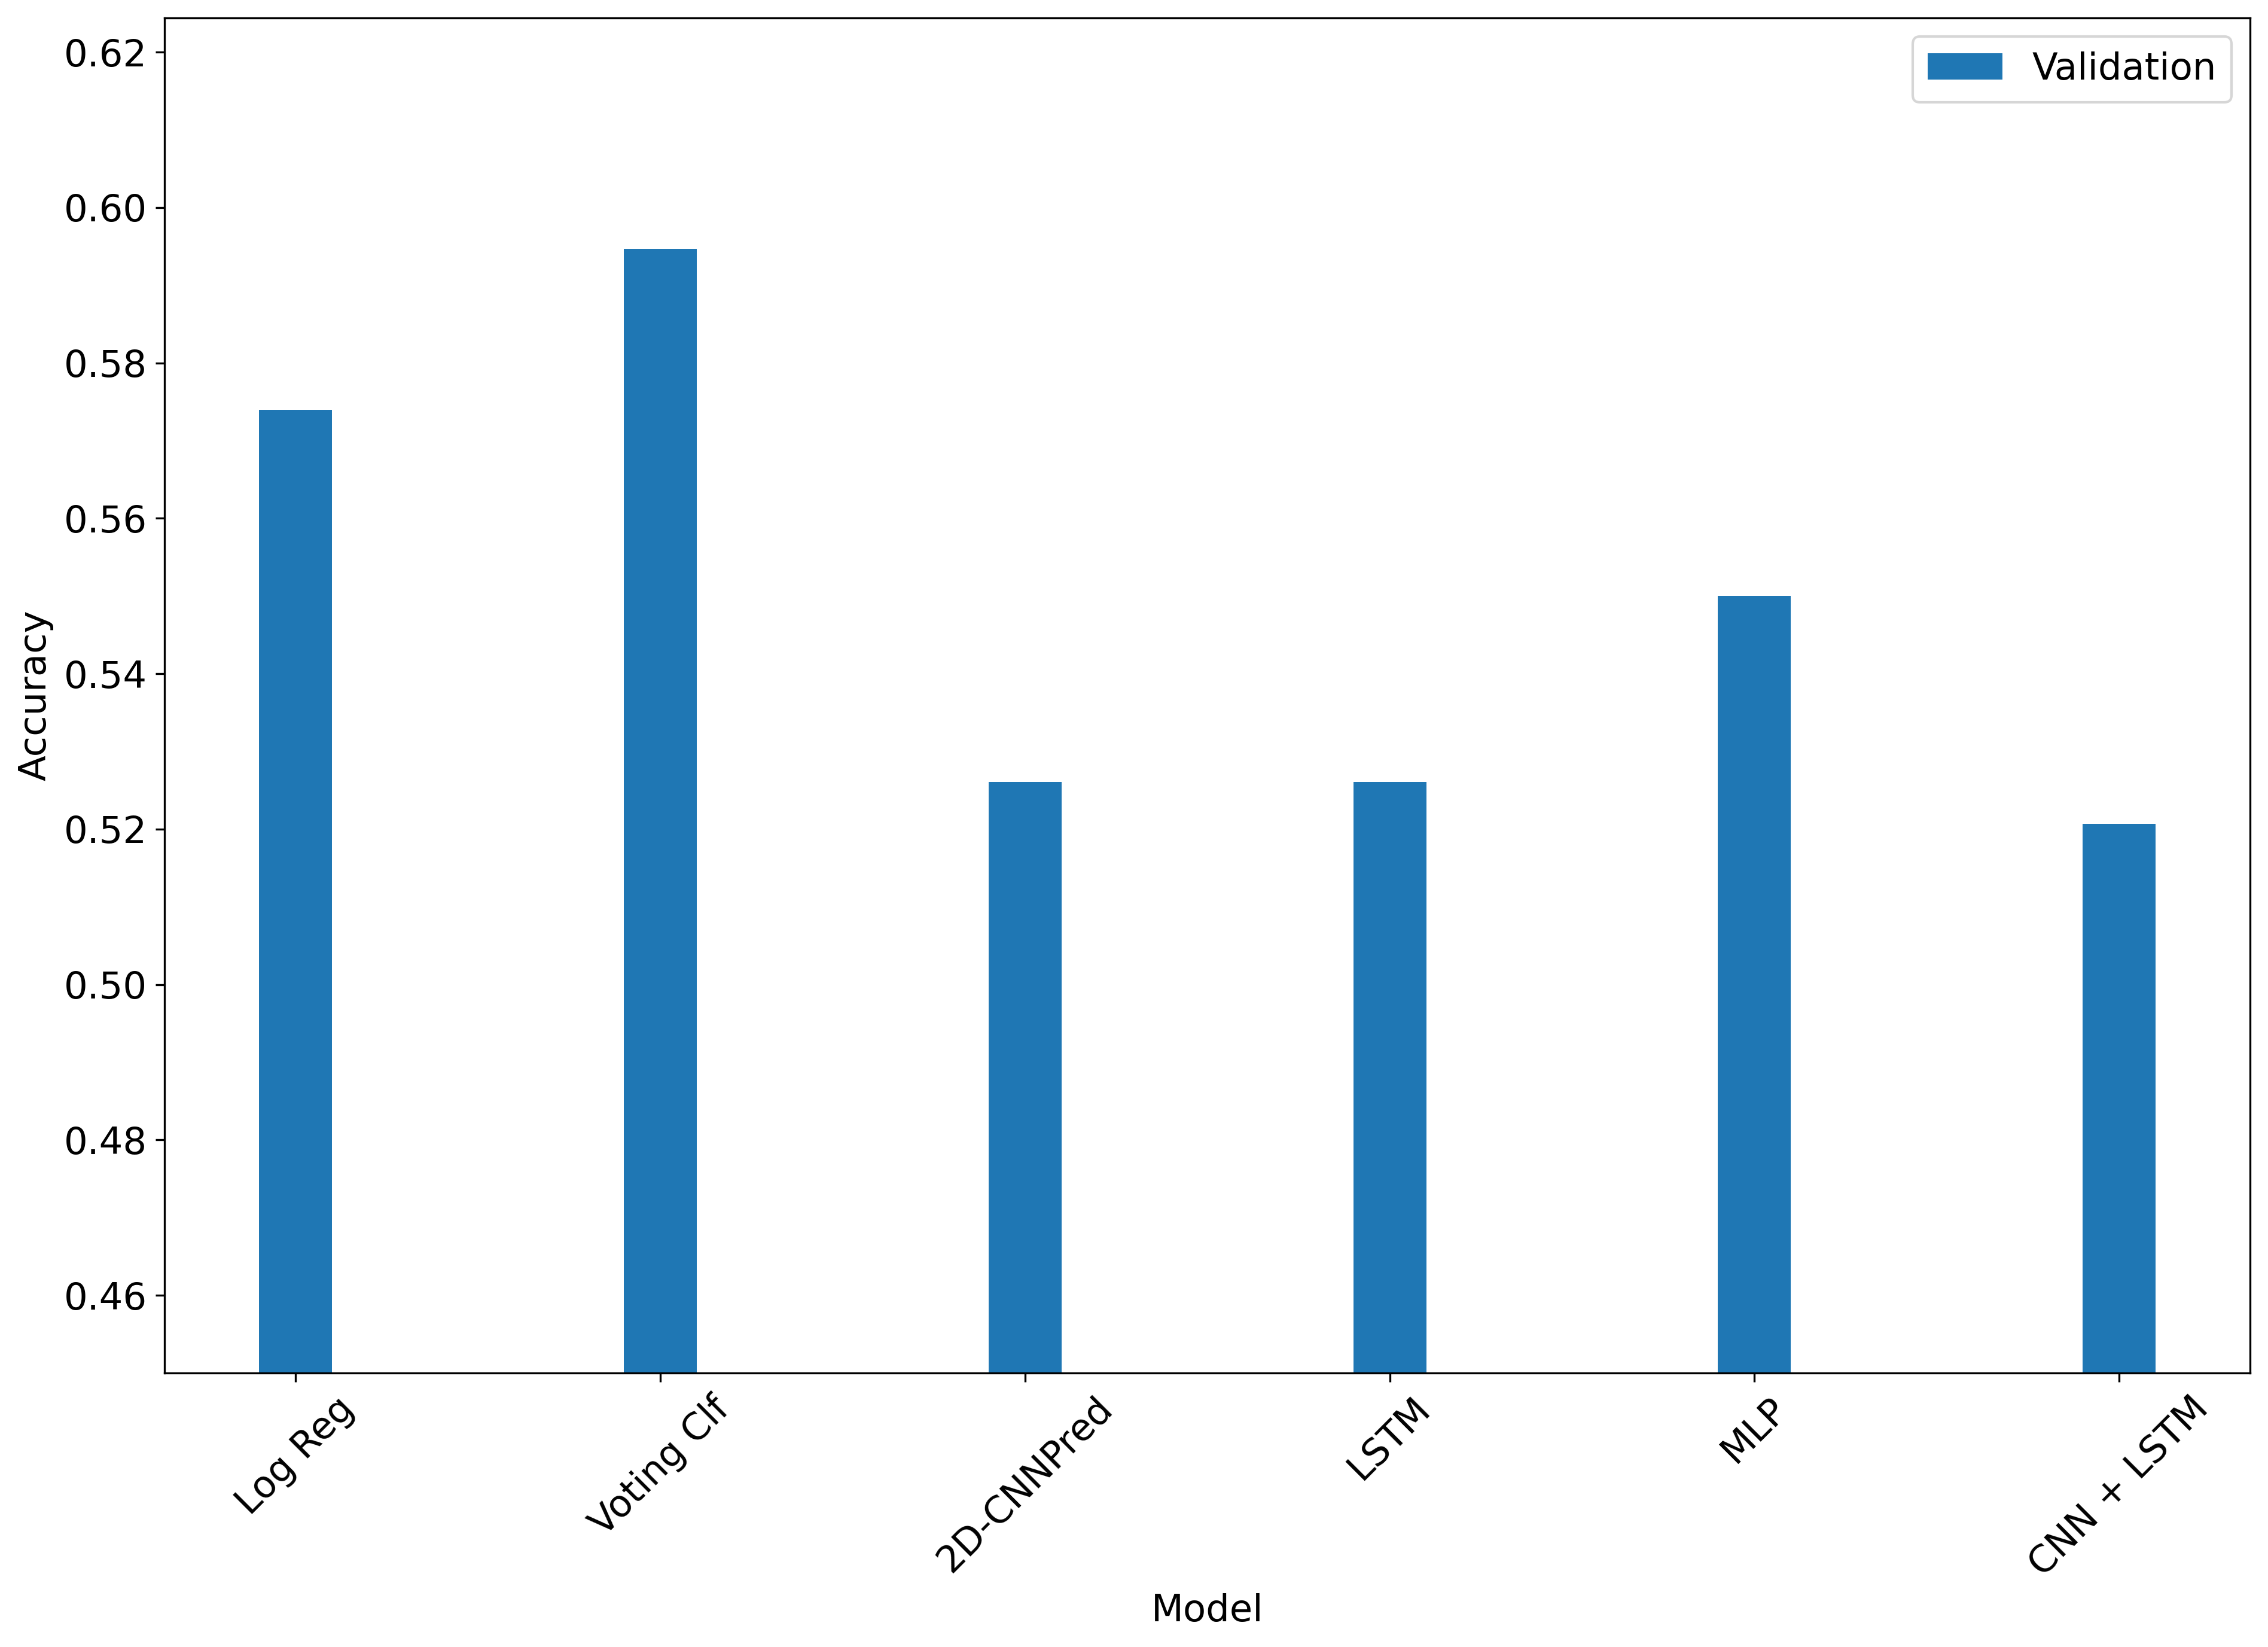 Validation
0.62
0.60
0.58
0.56
0.54
0.52
0.50
0.48
0.46
Accuracy
Log Reg
Voting Clf
2D-CNNPred
LSTM
MLP
CNN + LSTM
Model